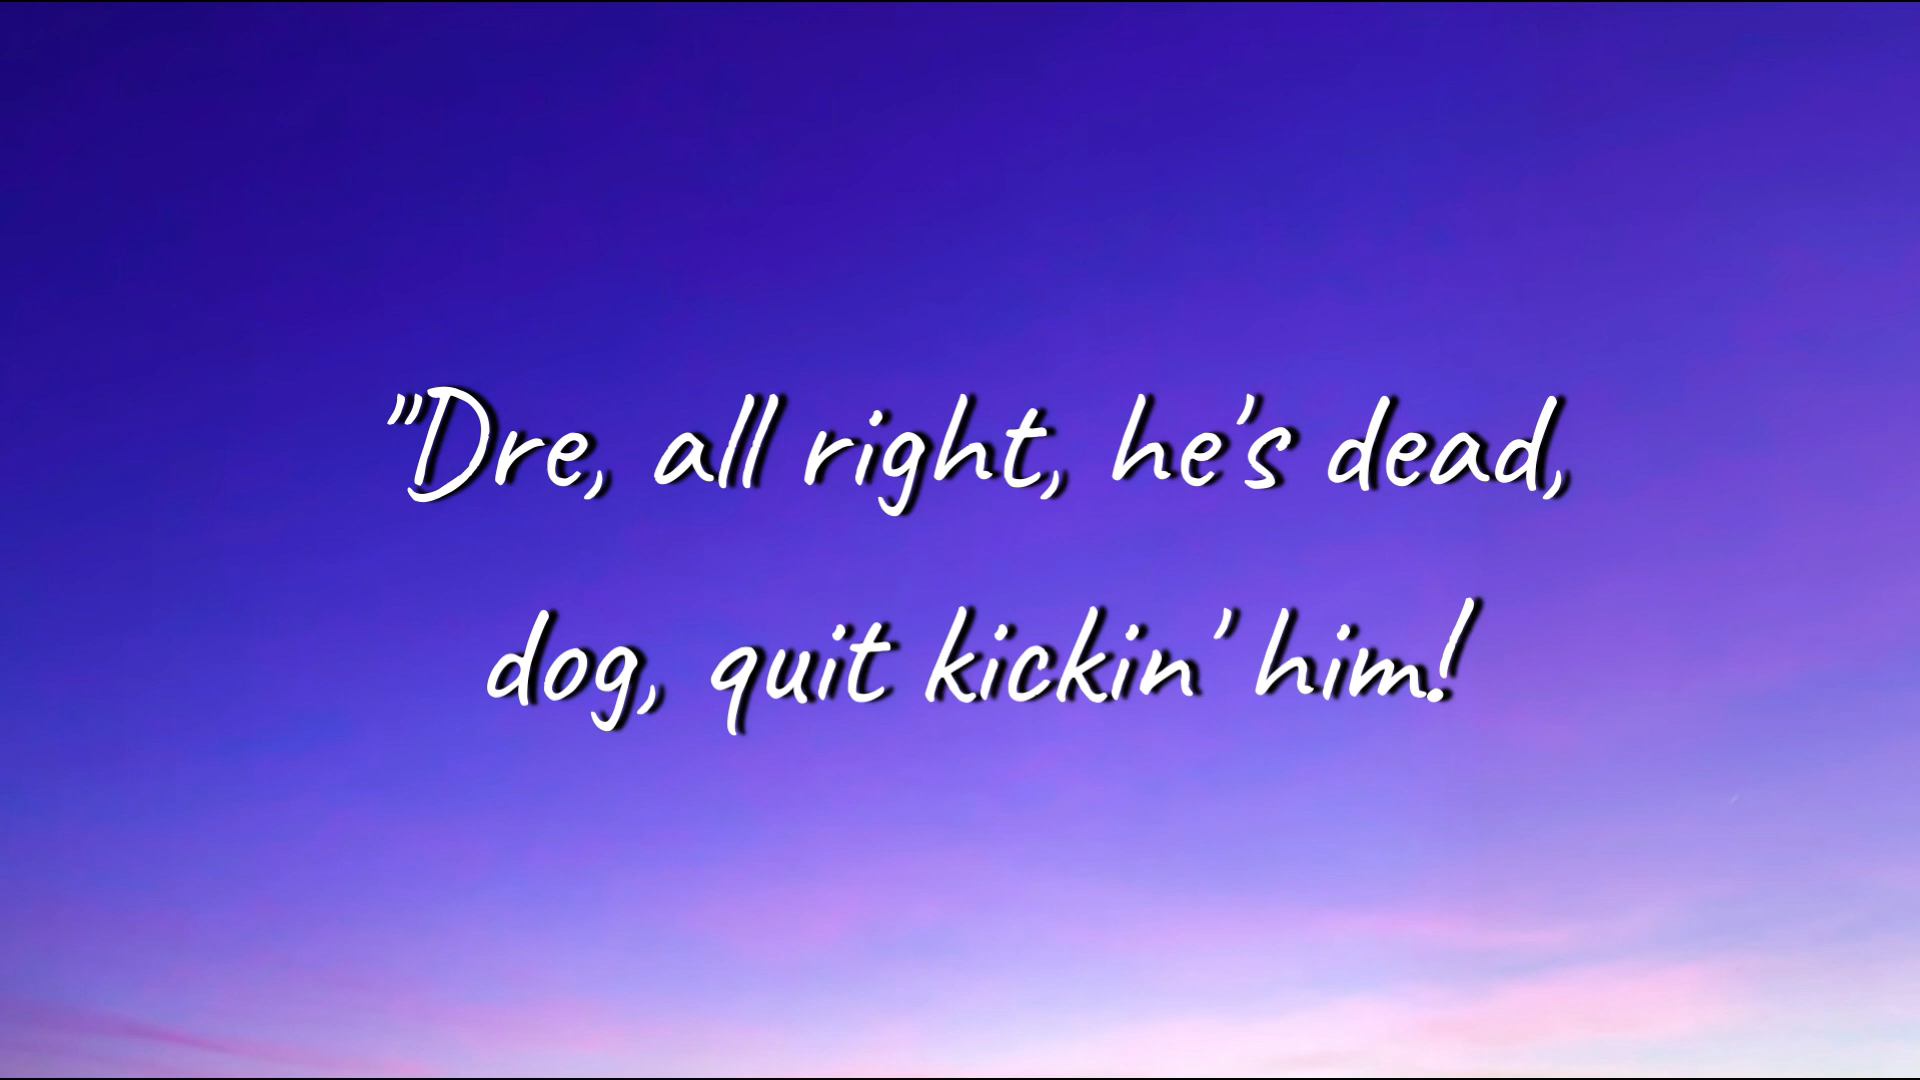 "Dre, all right, he's dead,
dog, quit kickin' him!